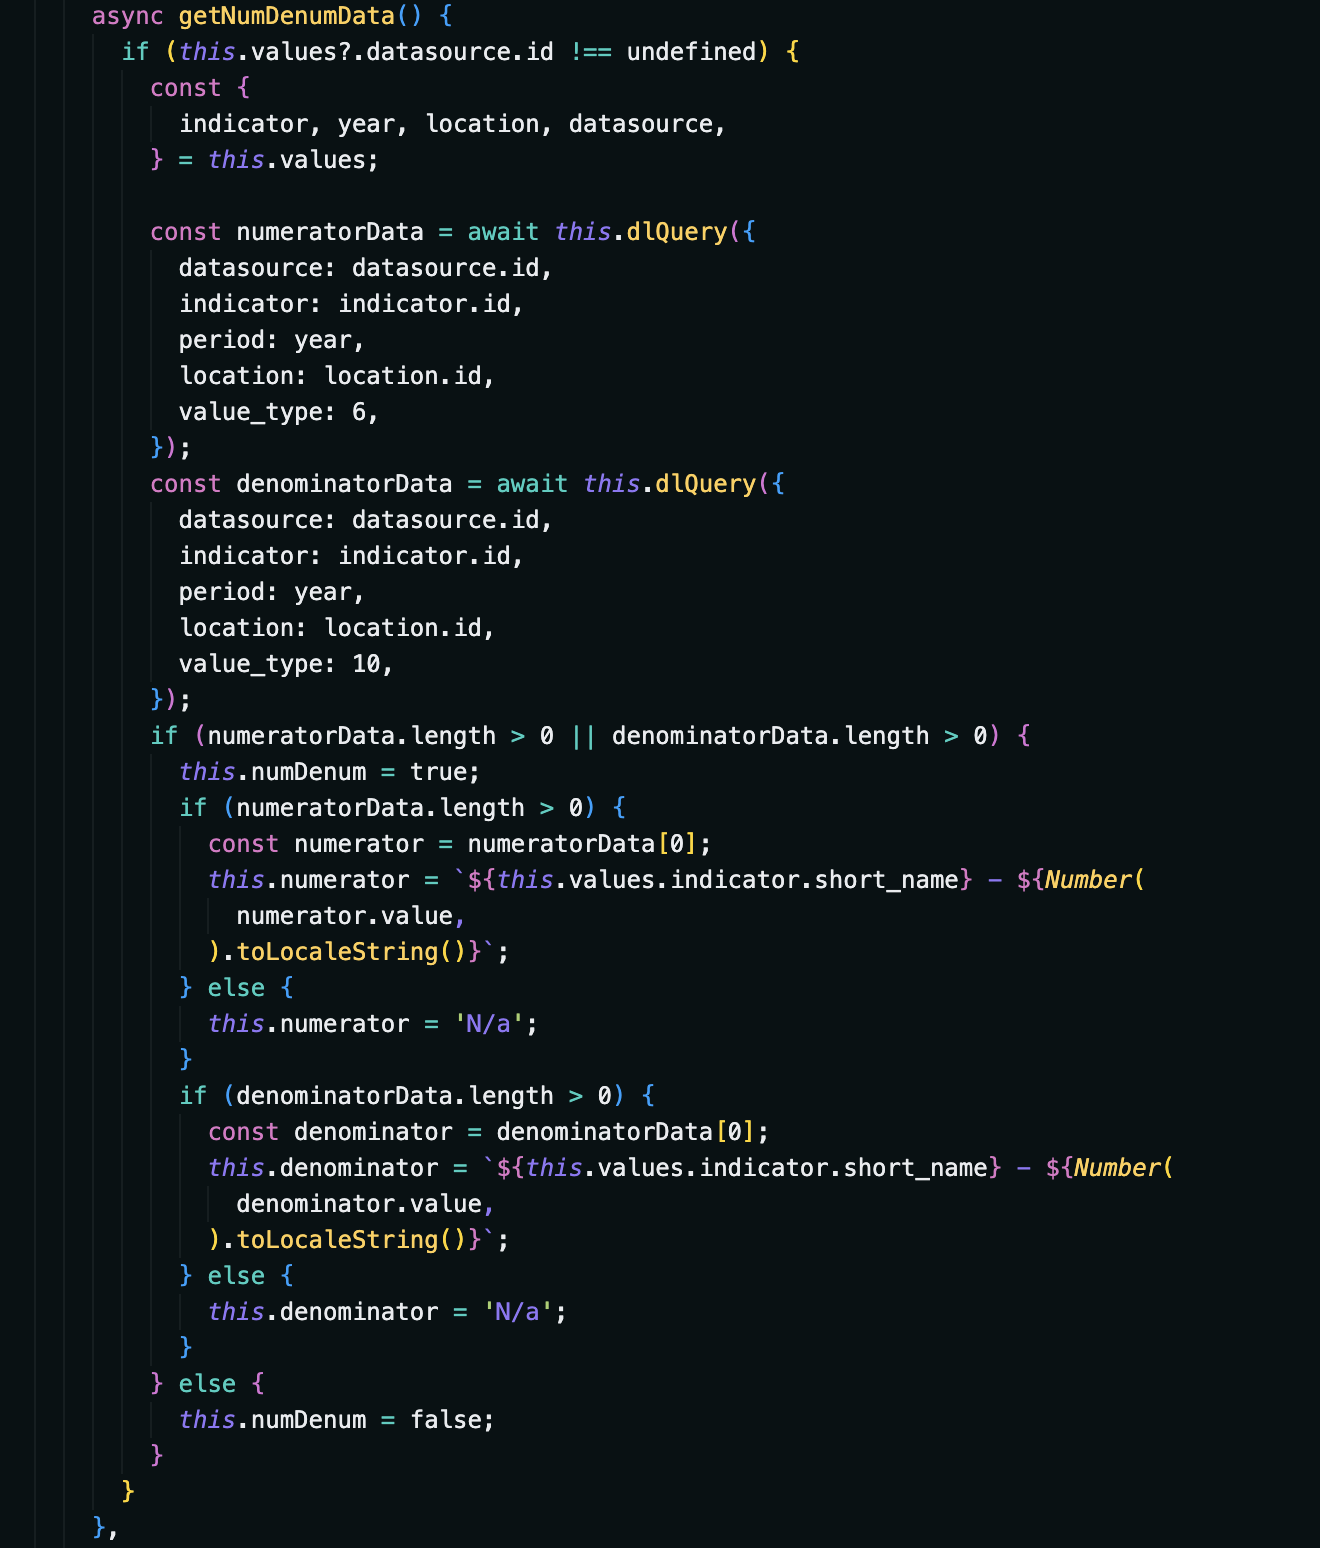 async getNumDenumData() {
if (this.values?.datasource.id !== undefined) {
const {
indicator, year, location, datasource,
} = this.values;
const numeratorData = await this.dlQuery({
datasource: datasource.id,
indicator: indicator.id,
period: year,
location: location.id,
value_type: 6,
});
const denominatorData = await this.dlQuery({
datasource: datasource.id,
indicator: indicator.id,
period: year,
location: location.id,
value_type: 10,
});
if (numeratorData.length > 0 || denominatorData.length > 0) {
this.numDenum = true;
if (numeratorData.length > 0) {
const numerator = numeratorData[0];
this.numerator = `${this.values.indicator.short_name} - ${Number(
numerator.value,
).toLocaleString()}`;
} else {
this.numerator = 'N/a';
}
if (denominatorData.length > 0) {
const denominator = denominatorData[0];
this.denominator = `${this.values.indicator.short_name} - ${Number(
denominator.value,
).toLocaleString()}`;
} else {
this.denominator = 'N/a';
}
} else {
this.numDenum = false;
}
}
},